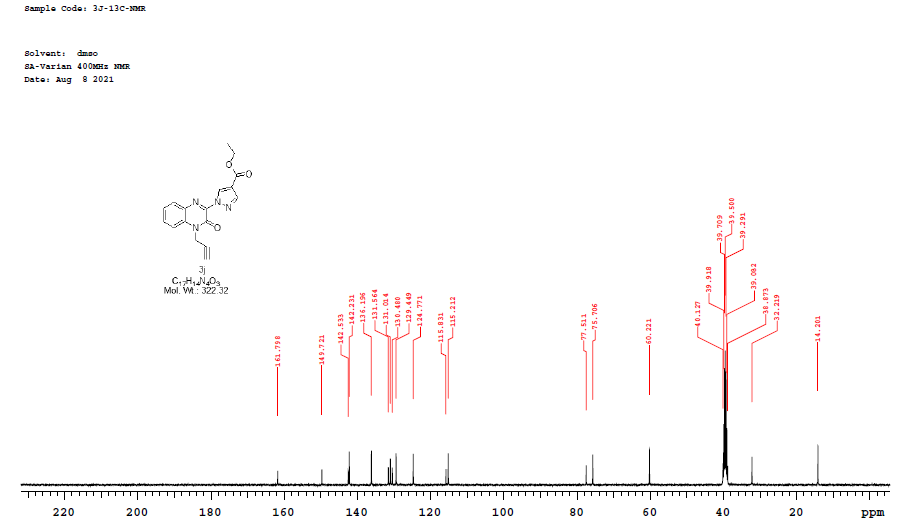 Sample Code: 3J-13C-NMR
Solvent: dmso
SA-Varian 400MHz NMR
Date: Aug 8 2021
O
O
N
N
N
N
O
3j
C17H14N4O3
Mol. Wt.: 322.32
161.798
149.721
142.533
142.231
136.196
131.564
131.014
130.480
129.449
124.771
115.831
115.212
77.511
75.706
60.221
40.127
39.918
39.709
39.500
39.291
39.082
38.873
32.219
14.201
220 200 180 160 140 120 100 80 60 40 20 ppm